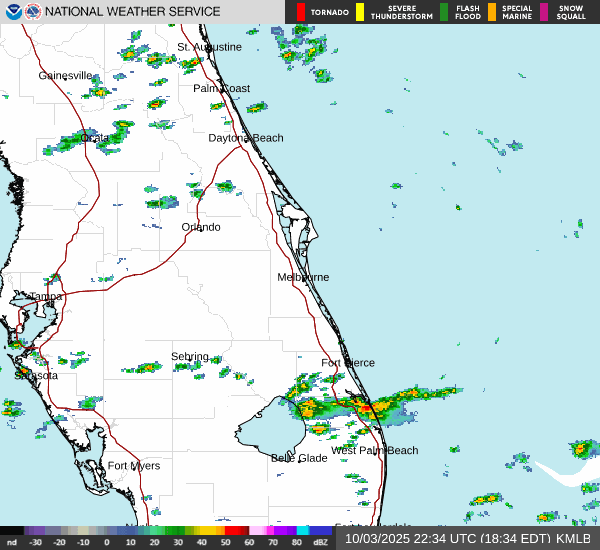 NATIONAL WEATHER SERVICE
TORNADO
SEVERE THUNDERSTORM
FLASH FLOOD
SPECIAL MARINE
SNOW SQUALL
St. Augustine
Gainesville
Palm Coast
Ocala
Daytona Beach
Orlando
Melbourne
Tampa
Sebring
Fort Pierce
Sarasota
West Palm Beach
Belle Glade
Fort Myers
nd -30 -20 -10 0 10 20 30 40 50 60 70 80 dBZ
10/03/2025 22:34 UTC (18:34 EDT) KMLB